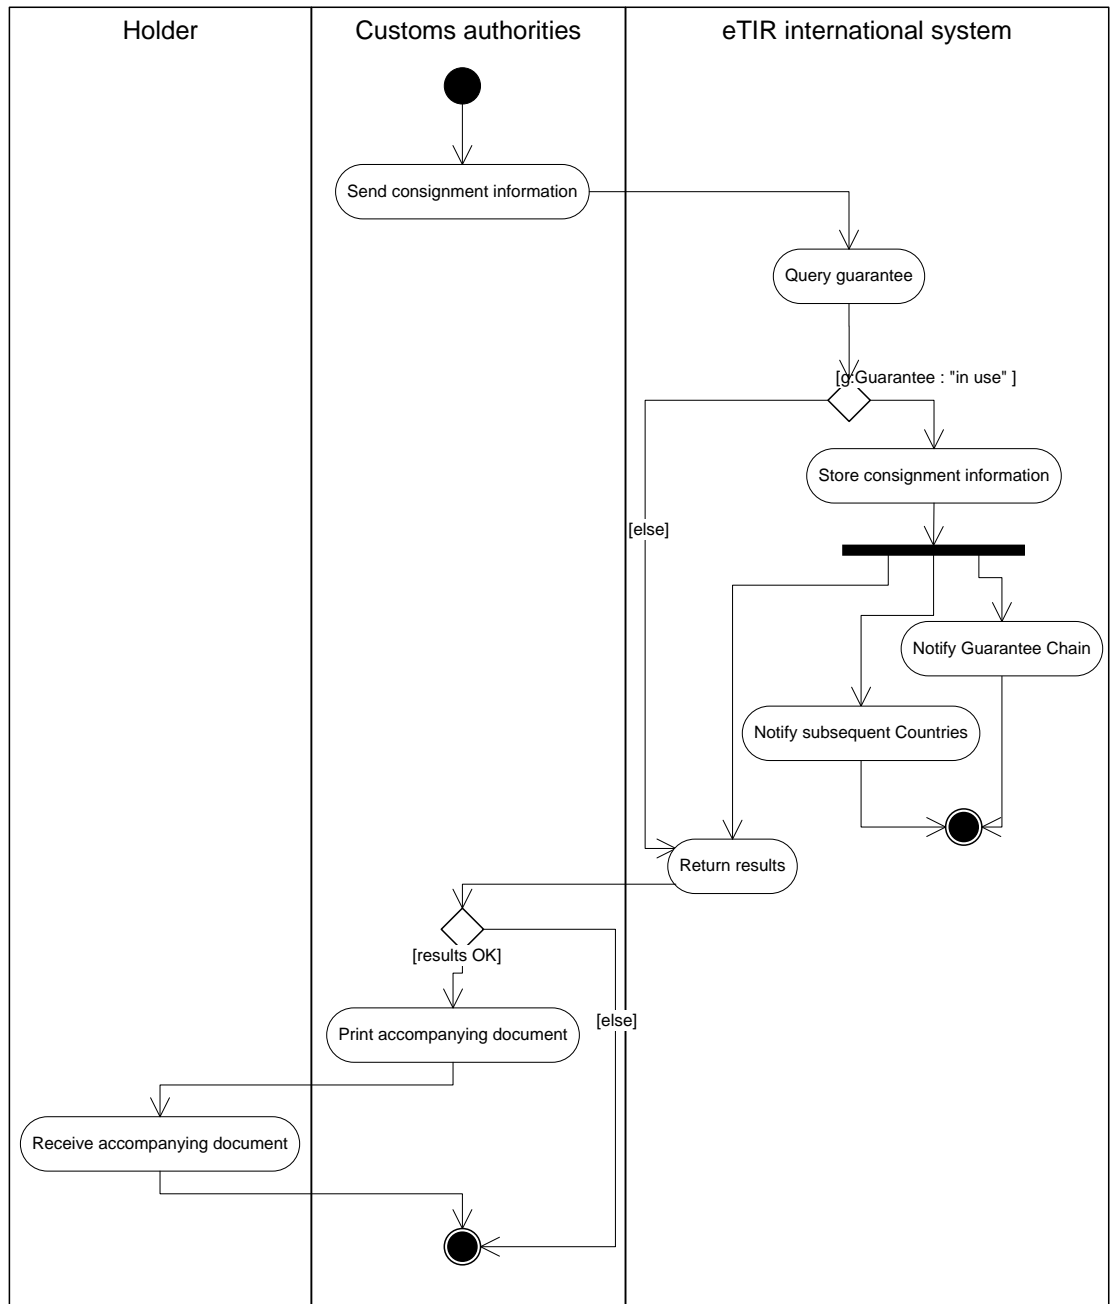 Holder
Customs authorities
eTIR international system
Send consignment information
Query guarantee
[g:Guarantee : "in use" ]
Store consignment information
[else]
Notify Guarantee Chain
Notify subsequent Countries
Return results
[results OK]
[else]
Print accompanying document
Receive accompanying document